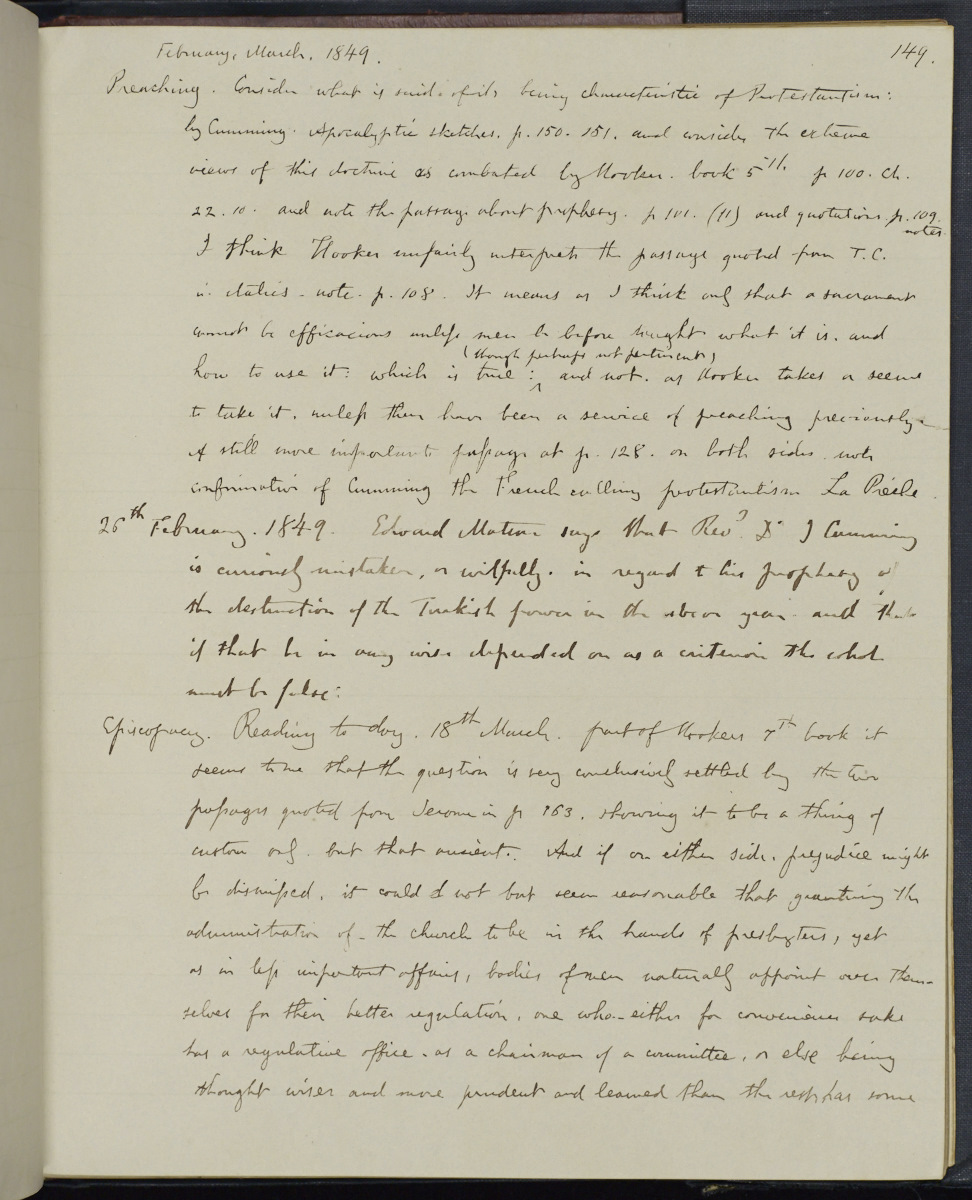 February, March. 1849. 149.
Preaching. Consider what is said of its being characteristic of Protestantism:
by Cumming. Apocalyptic sketches. p. 150. 151. and consider the extreme
views of this doctrine as combated by Hooker. book 5th. p 100. ch.
22. 10. and note the passage about prophesy. p 101. (11) and quotations. p. 109.
notes.
I think Hooker unfairly interprets the passage quoted from T.C.
in italics - note - p. 108. It means as I think only that a sacrament
cannot be efficacious unless men be before taught what it is. and
(though perhaps not pertinent)
how to use it: which is true: and not. as Hooker takes or seems
to take it. unless there have been a service of preaching previously.
A still more important passage at p. 128. on both sides. note
confirmation of Cumming the French calling protestantism La Prêche.
26th February. 1849. Edward Mature says that Revd. Dr J Cumming
is curiously mistaken, or wilfully. in regard to his prophesy of
the destruction of the Turkish power in the above year. and that
if that be in any wise depended on as a criterion the whole
must be false:
Episcopacy. Reading to day. 18th March. part of Hookers 7th book it
seems to me that the question is very conclusively settled by the two
passages quoted from Jerome in p 163. showing it to be a thing of
custom only. but that ancient. And if on either side. prejudice might
be dismissed. it could not but seem reasonable that granting the
administration of the church to be in the hands of presbyters, yet
as in less important affairs, bodies of men naturally appoint over them-
selves for their better regulation, one who - either for convenience sake
has a regulative office. as a chairman of a committee, or else being
thought wiser and more prudent and learned than the rest, has some